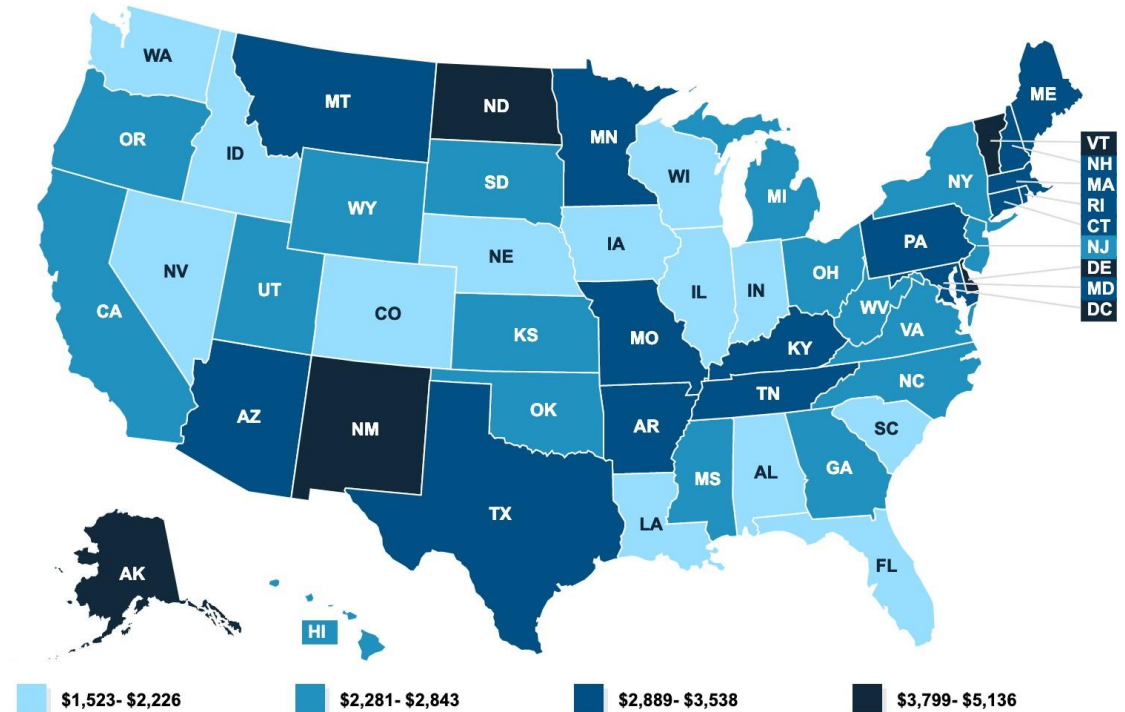 WA
MT
ND
MN
ME
OR
ID
SD
WI
MI
NY
VT
NH
MA
RI
CT
NJ
DE
MD
DC
WY
NE
IA
PA
NV
UT
CO
IL
IN
OH
WV
VA
CA
KS
MO
KY
NC
AZ
NM
OK
AR
TN
SC
TX
MS
AL
GA
LA
FL
AK
HI
$1,523- $2,226
$2,281- $2,843
$2,889- $3,538
$3,799- $5,136